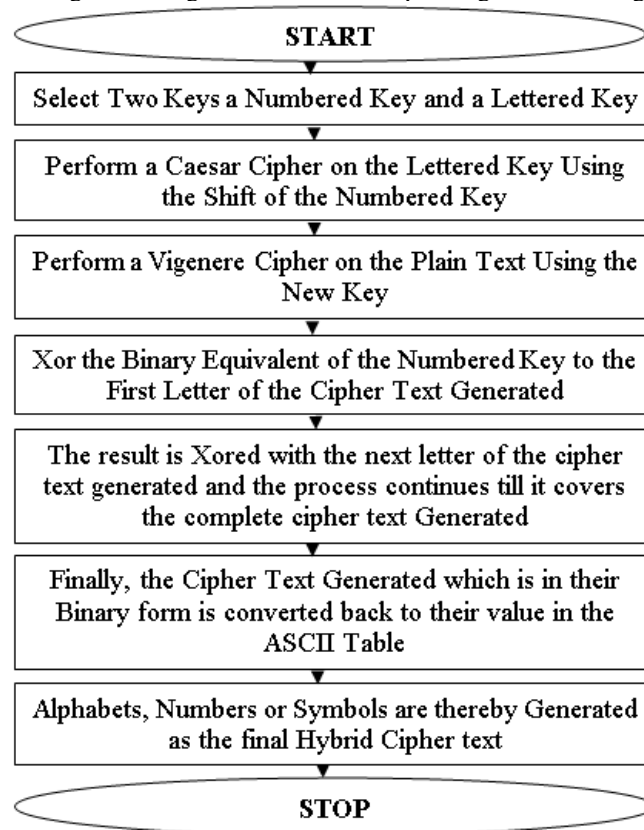 START
Select Two Keys a Numbered Key and a Lettered Key
Perform a Caesar Cipher on the Lettered Key Using
the Shift of the Numbered Key
Perform a Vigenere Cipher on the Plain Text Using the
New Key
Xor the Binary Equivalent of the Numbered Key to the
First Letter of the Cipher Text Generated
The result is Xored with the next letter of the cipher
text generated and the process continues till it covers
the complete cipher text Generated
Finally, the Cipher Text Generated which is in their
Binary form is converted back to their value in the
ASCII Table
Alphabets, Numbers or Symbols are thereby Generated
as the final Hybrid Cipher text
STOP